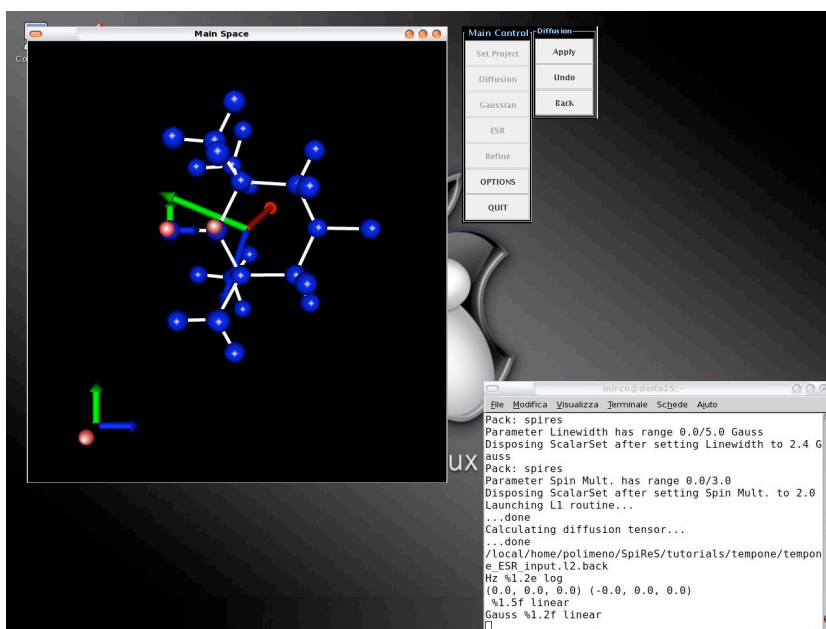 Co
Main Space
Main Control
Set Project
Diffusion
Gaussian
ESR
Refine
OPTIONS
QUIT
Diffusion
Apply
Undo
Back
ux
mirco@delta15:~
File Modifica Visualizza Terminale Schede Aiuto
Pack: spires
Parameter Linewidth has range 0.0/5.0 Gauss
Disposing ScalarSet after setting Linewidth to 2.4 G
auss
Pack: spires
Parameter Spin Mult. has range 0.0/3.0
Disposing ScalarSet after setting Spin Mult. to 2.0
Launching L1 routine...
...done
Calculating diffusion tensor...
...done
/local/home/polimeno/SpiReS/tutorials/tempone/tempon
e_ESR_input.l2.back
Hz %1.2e log
(0.0, 0.0, 0.0) (-0.0, 0.0, 0.0)
 %1.5f linear
Gauss %1.2f linear